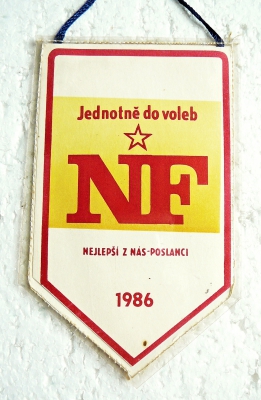 Jednotně do voleb
NF
NEJLEPŠÍ Z NÁS-POSLANCI
1986